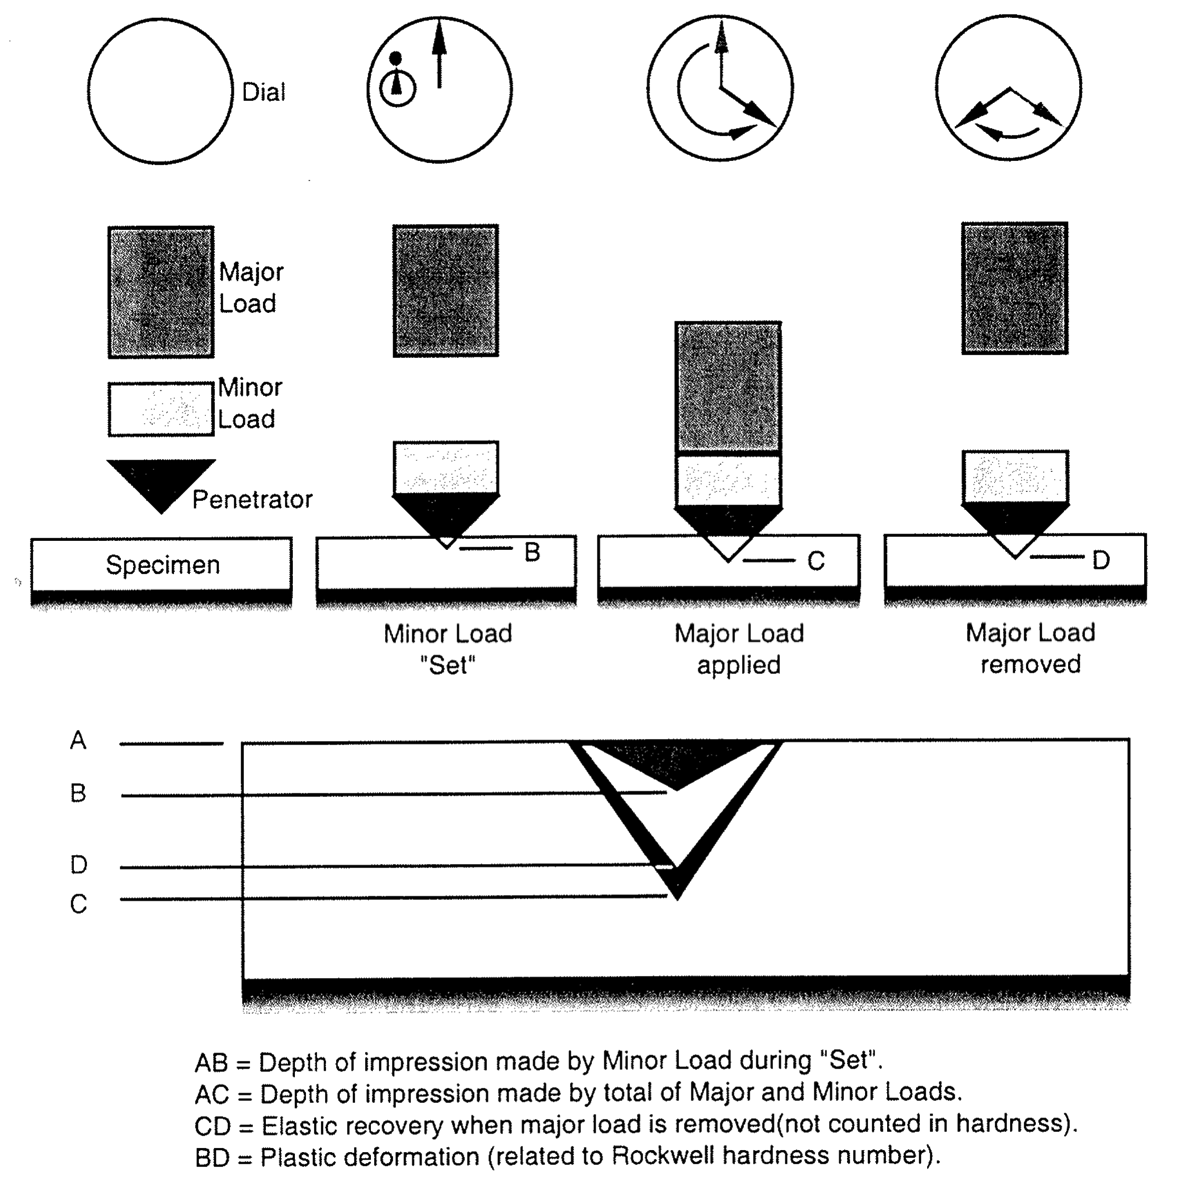 Dial
Major
Load
Minor
Load
Penetrator
Specimen
B
C
D
Minor Load
"Set"
Major Load
applied
Major Load
removed
A
B
D
C
AB = Depth of impression made by Minor Load during "Set".
AC = Depth of impression made by total of Major and Minor Loads.
CD = Elastic recovery when major load is removed(not counted in hardness).
BD = Plastic deformation (related to Rockwell hardness number).